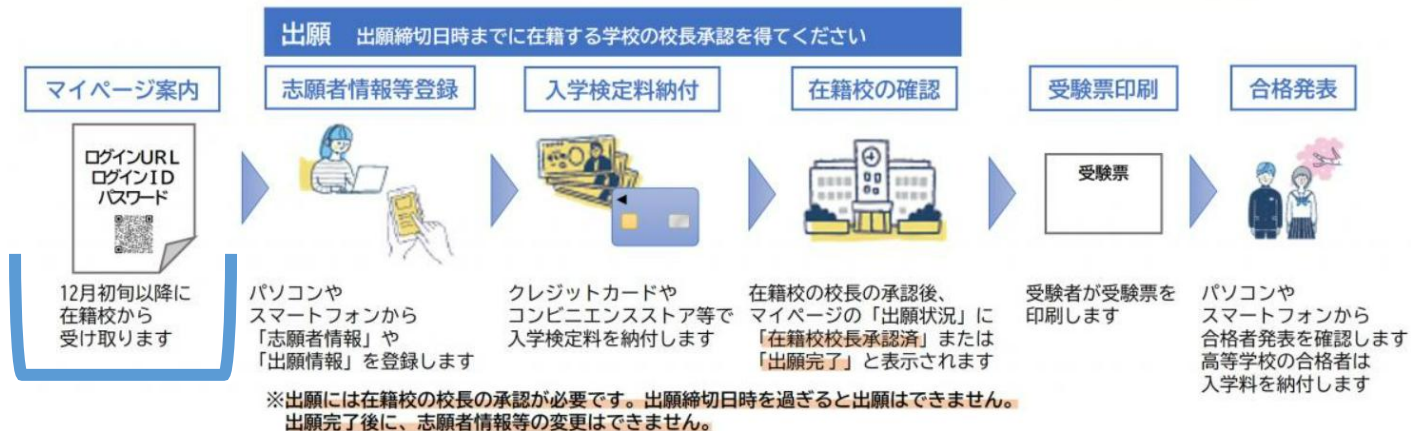 出願 出願締切日時までに在籍する学校の校長承認を得てください
マイページ案内
志願者情報等登録
入学検定料納付
在籍校の確認
受験票印刷
合格発表
ログインURL
ログインID
パスワード
受験票
12月初旬以降に
在籍校から
受け取ります
パソコンや
スマートフォンから
「志願者情報」や
「出願情報」を登録します
クレジットカードや
コンビニエンスストア等で
入学検定料を納付します
在籍校の校長の承認後、
マイページの「出願状況」に
「在籍校校長承認済」または
「出願完了」と表示されます
受験者が受験票を
印刷します
パソコンや
スマートフォンから
合格者発表を確認します
高等学校の合格者は
入学料を納付します
※出願には在籍校の校長の承認が必要です。出願締切日時を過ぎると出願はできません。
出願完了後に、志願者情報等の変更はできません。